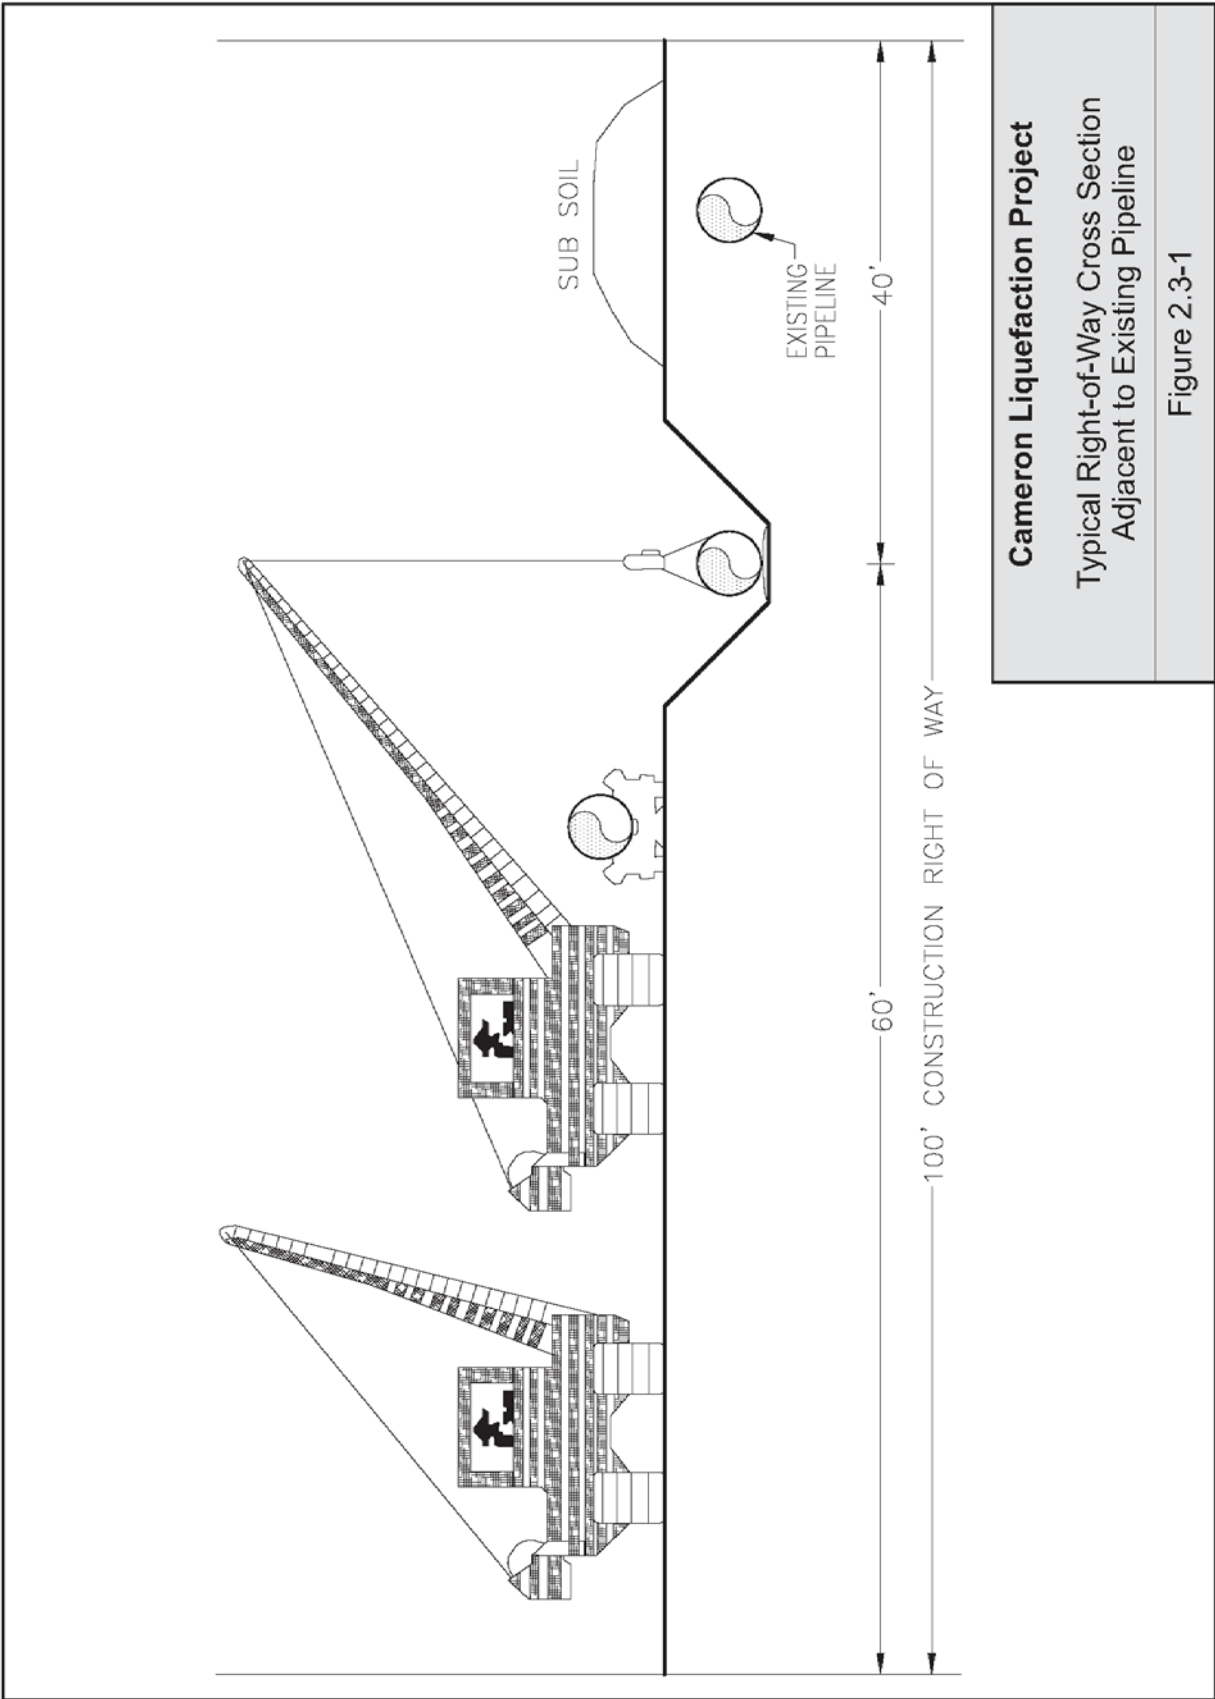 SUB SOIL
EXISTING
PIPELINE
60'
40'
100' CONSTRUCTION RIGHT OF WAY
Cameron Liquefaction Project
Typical Right-of-Way Cross Section
Adjacent to Existing Pipeline
Figure 2.3-1